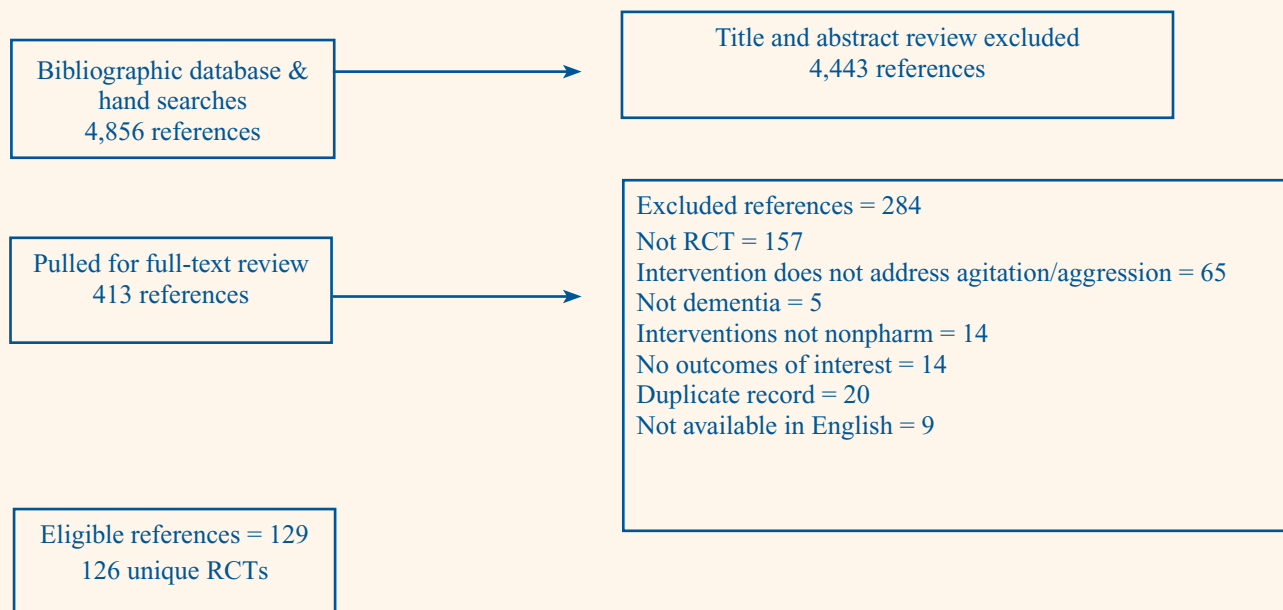 Bibliographic database &
hand searches
4,856 references
Title and abstract review excluded
4,443 references
Pulled for full-text review
413 references
Excluded references = 284
Not RCT = 157
Intervention does not address agitation/aggression = 65
Not dementia = 5
Interventions not nonpharm = 14
No outcomes of interest = 14
Duplicate record = 20
Not available in English = 9
Eligible references = 129
126 unique RCTs